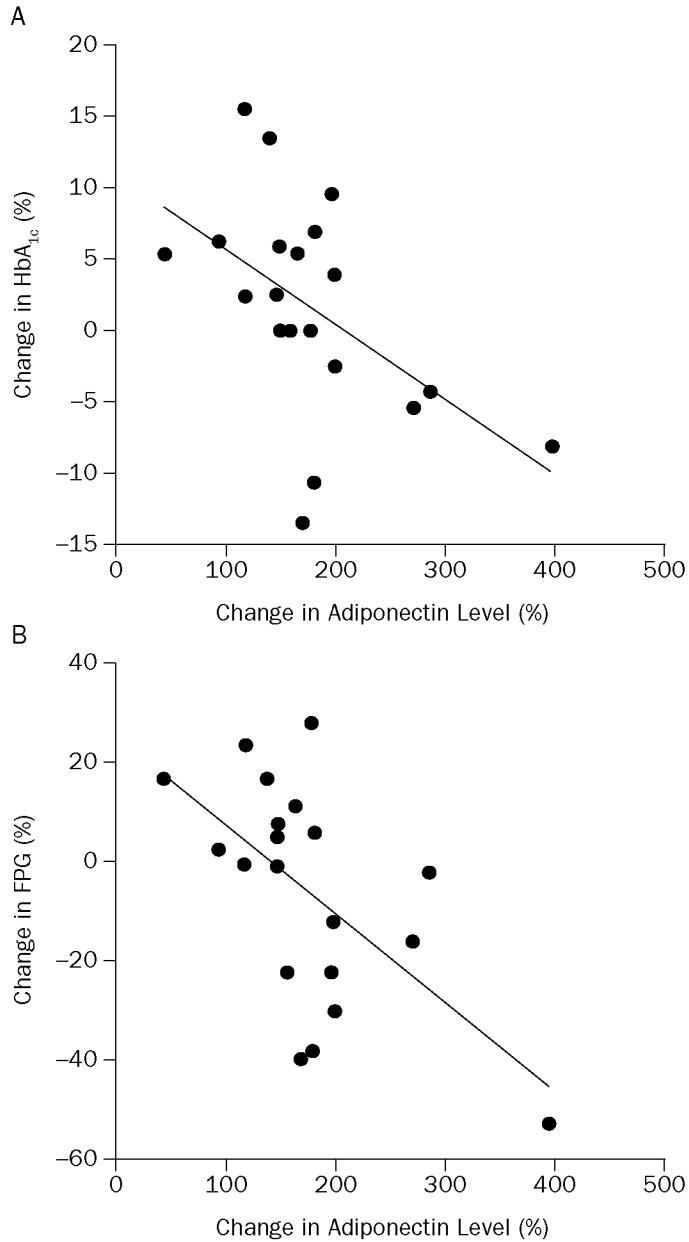 A
20
15
10
5
0
–5
–10
–15
Change in HbA1c (%)
0 100 200 300 400 500
Change in Adiponectin Level (%)
B
40
20
0
–20
–40
–60
Change in FPG (%)
0 100 200 300 400 500
Change in Adiponectin Level (%)